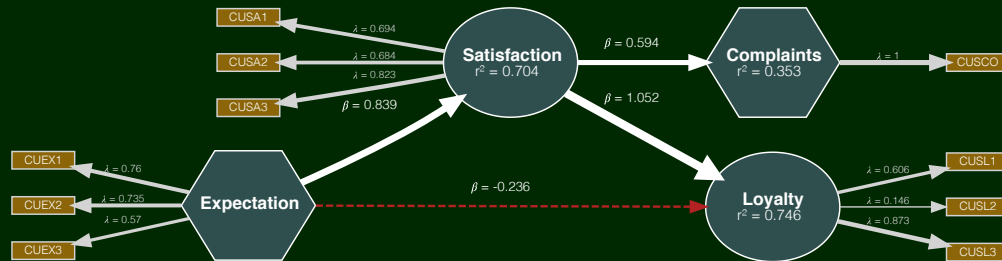 CUSA1
λ = 0.694
CUSA2
λ = 0.684
CUSA3
λ = 0.823
Satisfaction
r² = 0.704
β = 0.594
Complaints
r² = 0.353
λ = 1
CUSCO
β = 0.839
β = 1.052
CUEX1
λ = 0.76
CUEX2
λ = 0.735
CUEX3
λ = 0.57
Expectation
β = -0.236
Loyalty
r² = 0.746
CUSL1
λ = 0.606
CUSL2
λ = 0.146
CUSL3
λ = 0.873